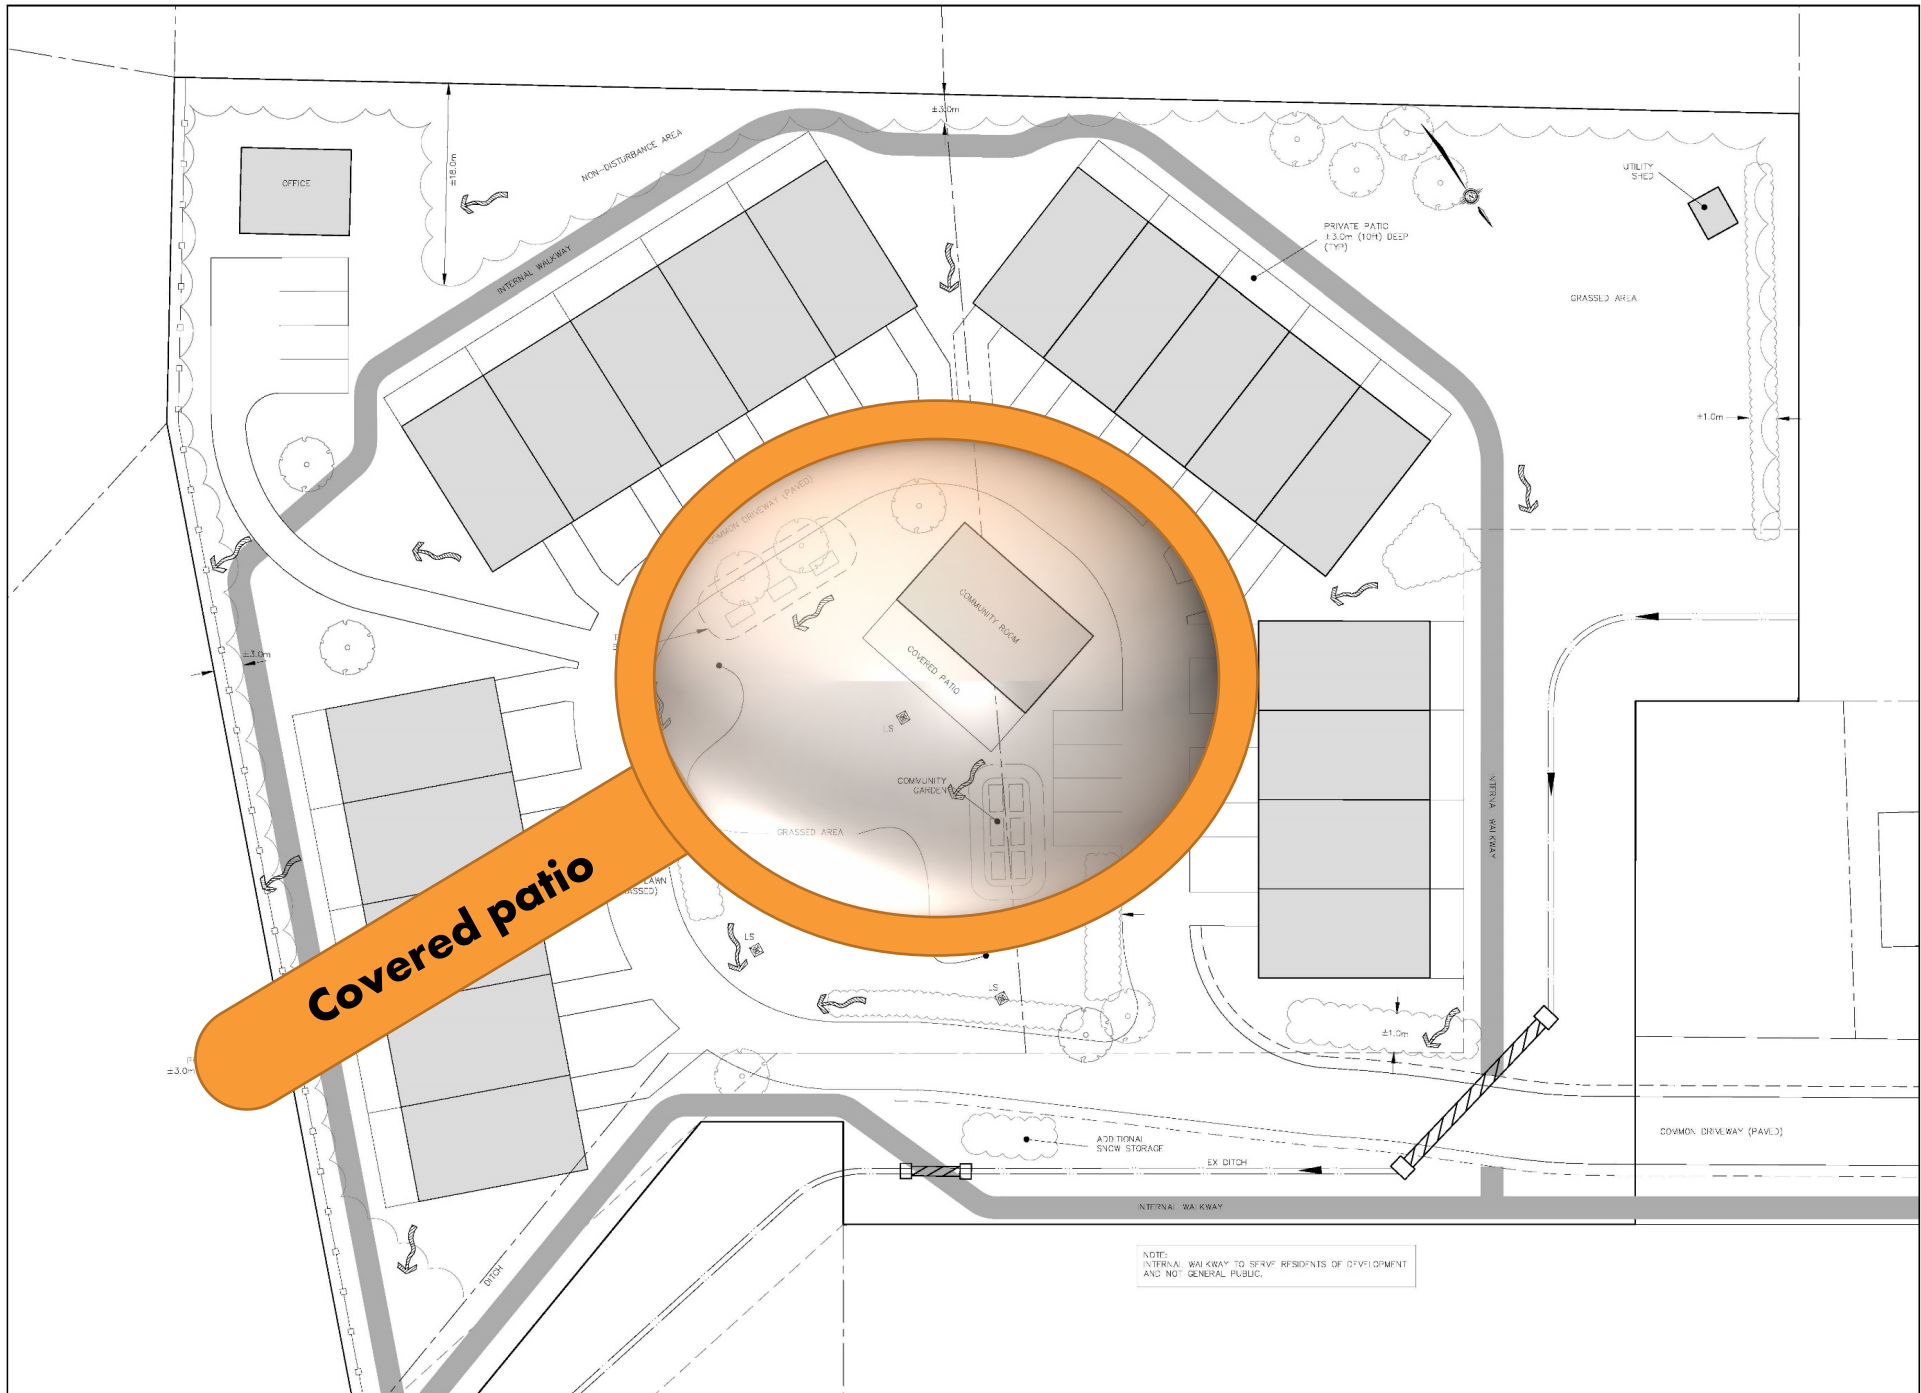 ±3.0m
OFFICE
±18.0m
NON-DISTURBANCE AREA
UTILITY
SHED
PRIVATE PATIO
±3.0m (10ft) DEEP
(TYP)
INTERNAL WALKWAY
GRASSED AREA
±1.0m
COMMON DRIVEWAY (PAVED)
COMMUNITY ROOM
COVERED PATIO
±3.0m
LS
COMMUNITY
GARDEN
GRASSED AREA
INTERNAL WALKWAY
Covered patio
LAWN
LS
LS
±1.0m
±3.0m
ADDITIONAL
SNOW STORAGE
COMMON DRIVEWAY (PAVED)
EX DITCH
INTERNAL WALKWAY
DITCH
NOTE:
INTERNAL WALKWAY TO SERVE RESIDENTS OF DEVELOPMENT
AND NOT GENERAL PUBLIC.